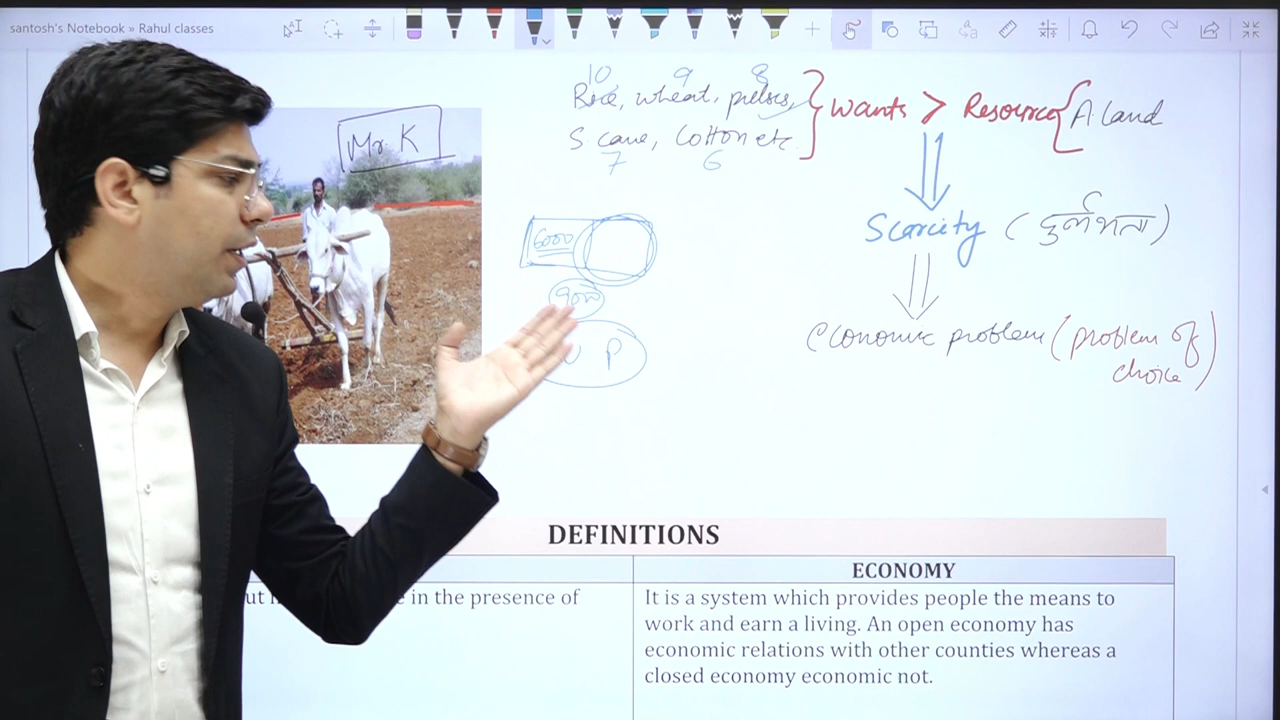 santosh's Notebook » Rahul classes
10 9 8
Rice, wheat, pulses,
S cane, Cotton etc.
7 6
Wants > Resource { A land
Mr. K
Scarcity (दुर्लभता)
6000
900
Economic problem (problem of
choice)
P
DEFINITIONS
ECONOMY
in the presence of
It is a system which provides people the means to
work and earn a living. An open economy has
economic relations with other counties whereas a
closed economy economic not.